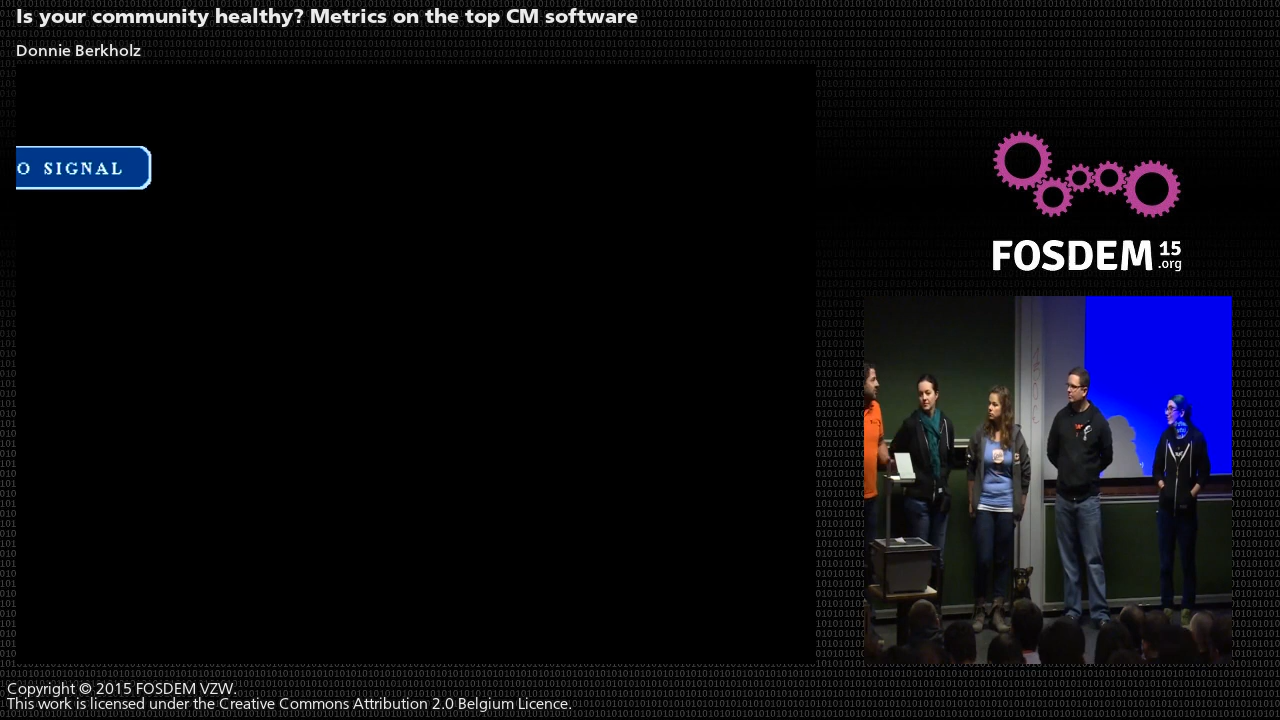 Is your community healthy? Metrics on the top CM software
Donnie Berkholz
O SIGNAL
FOSDEM 15
.org
Copyright © 2015 FOSDEM VZW.
This work is licensed under the Creative Commons Attribution 2.0 Belgium Licence.